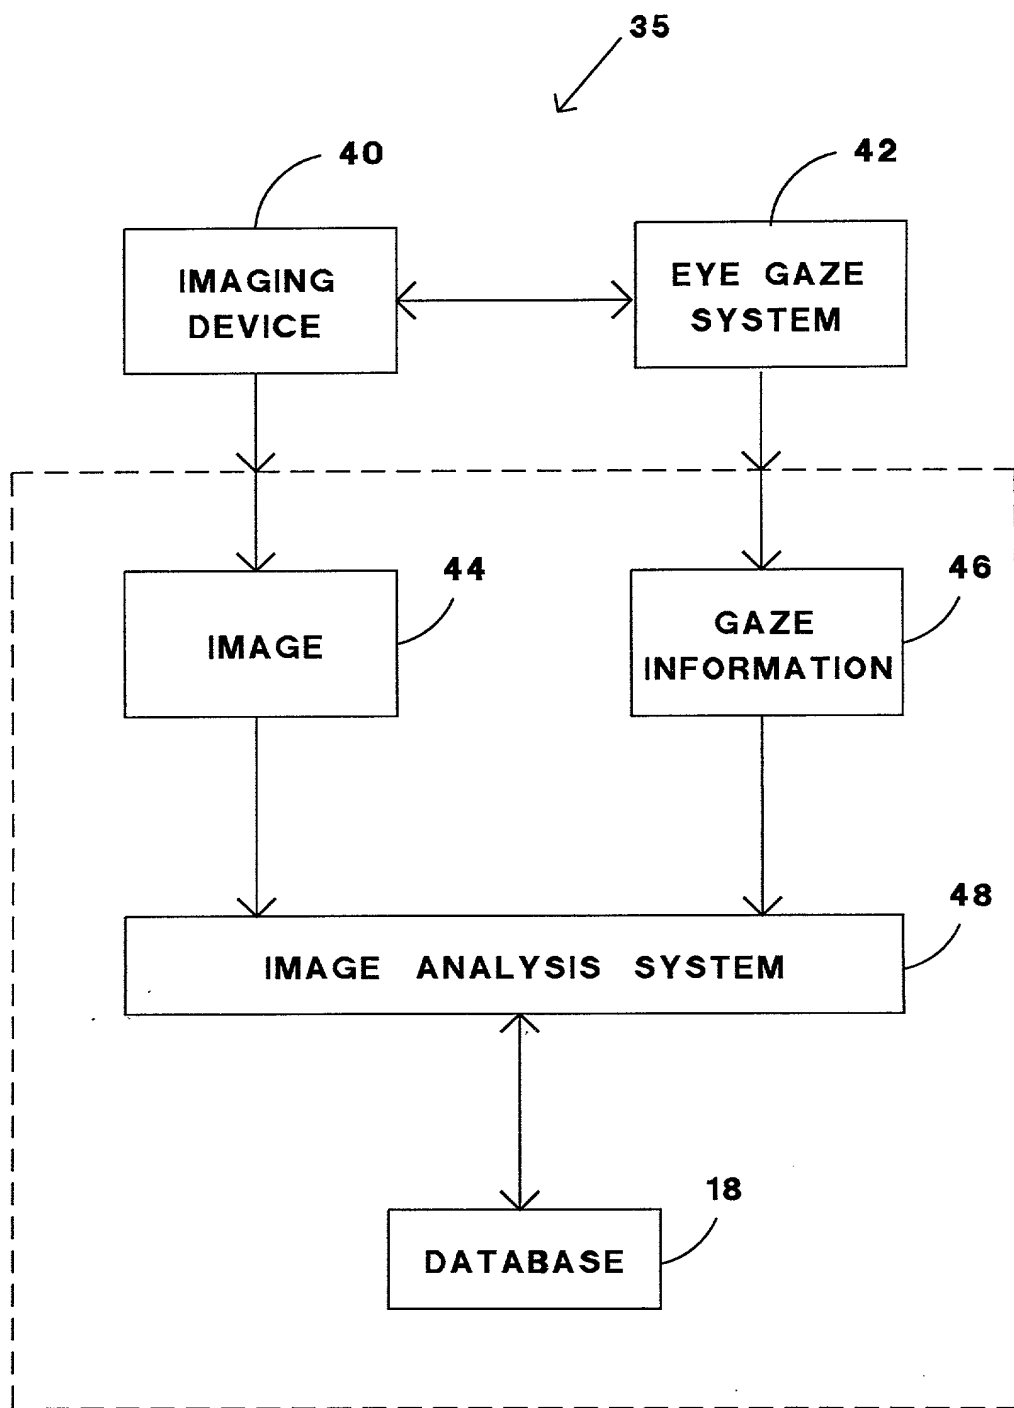 35
40
42
IMAGING
DEVICE
EYE GAZE
SYSTEM
44
46
IMAGE
GAZE
INFORMATION
48
IMAGE ANALYSIS SYSTEM
18
DATABASE